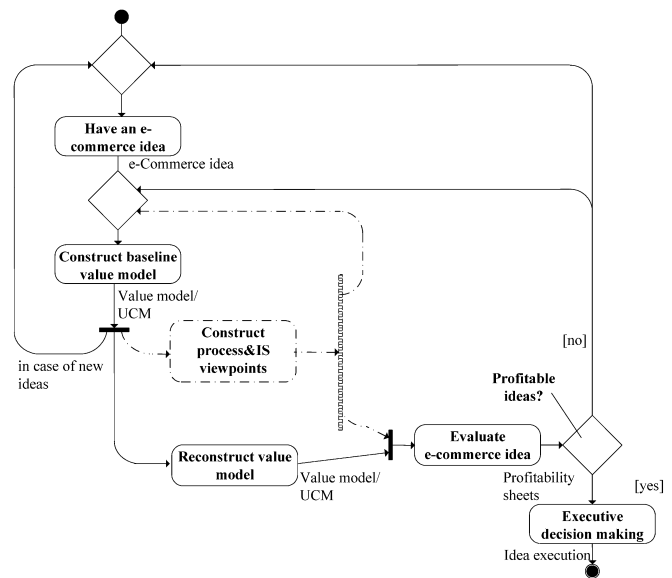 Have an e-
commerce idea
e-Commerce idea
Construct baseline
value model
Value model/
UCM
in case of new
ideas
Construct
process&IS
viewpoints
[no]
Profitable
ideas?
Reconstruct value
model
Value model/
UCM
Evaluate
e-commerce idea
Profitability
sheets
[yes]
Executive
decision making
Idea execution